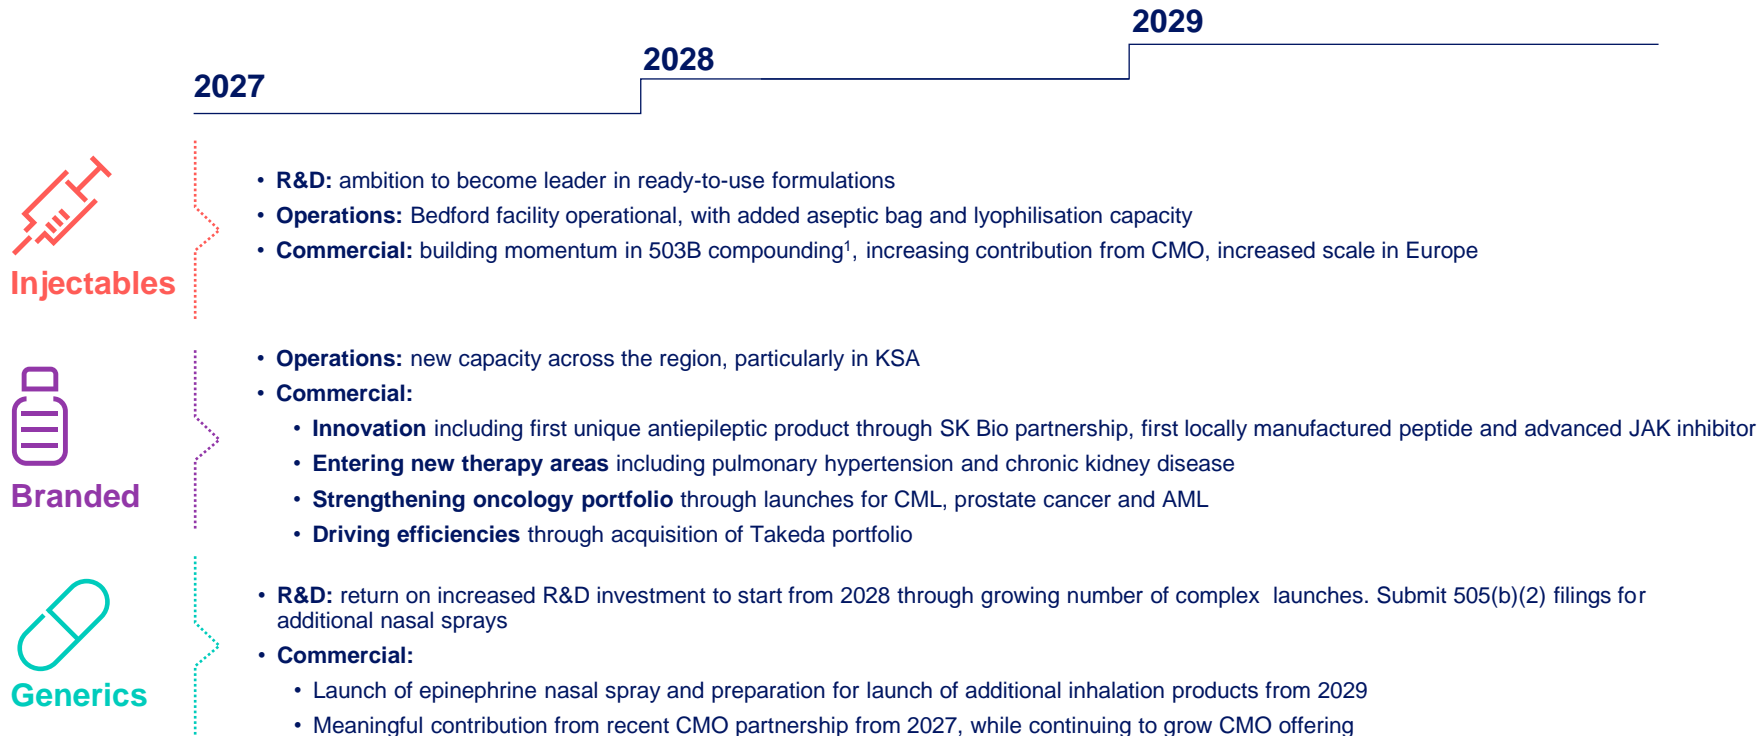 2029
2028
2027
Injectables
• R&D: ambition to become leader in ready-to-use formulations
• Operations: Bedford facility operational, with added aseptic bag and lyophilisation capacity
• Commercial: building momentum in 503B compounding¹, increasing contribution from CMO, increased scale in Europe
Branded
• Operations: new capacity across the region, particularly in KSA
• Commercial:
• Innovation including first unique antiepileptic product through SK Bio partnership, first locally manufactured peptide and advanced JAK inhibitor
• Entering new therapy areas including pulmonary hypertension and chronic kidney disease
• Strengthening oncology portfolio through launches for CML, prostate cancer and AML
• Driving efficiencies through acquisition of Takeda portfolio
Generics
• R&D: return on increased R&D investment to start from 2028 through growing number of complex launches. Submit 505(b)(2) filings for
additional nasal sprays
• Commercial:
• Launch of epinephrine nasal spray and preparation for launch of additional inhalation products from 2029
• Meaningful contribution from recent CMO partnership from 2027, while continuing to grow CMO offering